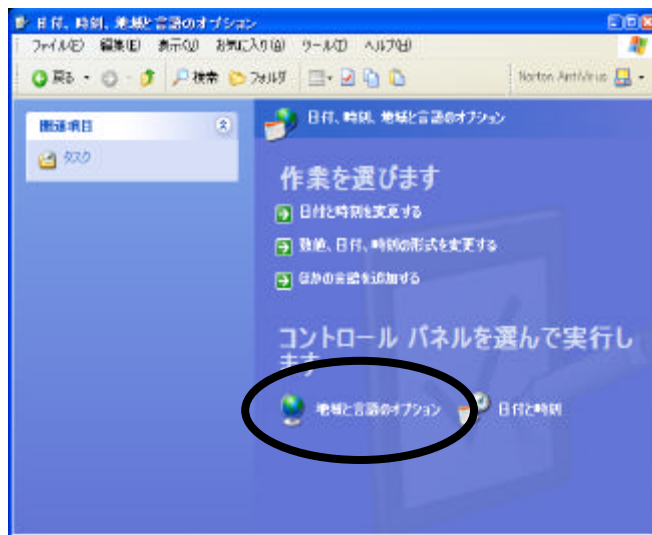 日付、時刻、地域と言語のオプション
ファイル(F) 編集(E) 表示(V) お気に入り(A) ツール(T) ヘルプ(H)
戻る 検索 フォルダ Norton AntiVirus
関連項目
タスク
日付、時刻、地域と言語のオプション
作業を選びます
日付と時刻を変更する
数値、日付、時刻の形式を変更する
ほかの言語を追加する
コントロール パネルを選んで実行し
ます
地域と言語のオプション 日付と時刻